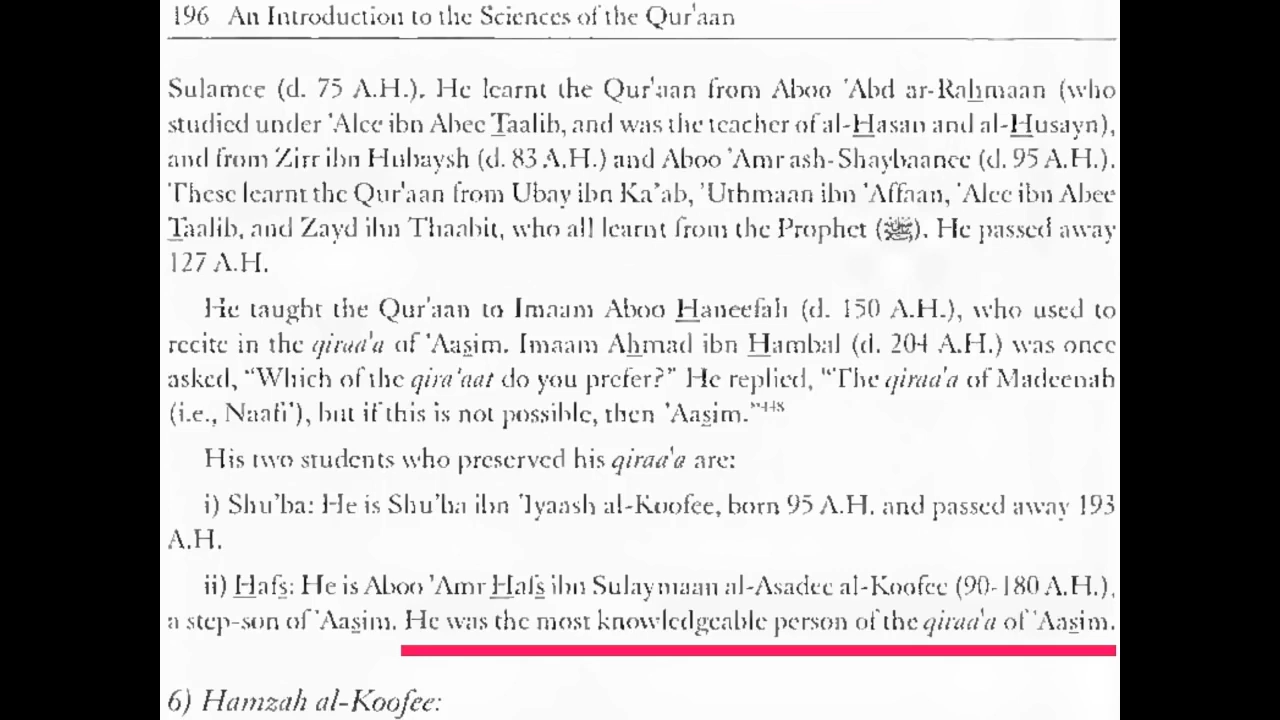 196 An Introduction to the Sciences of the Qur'aan
Sulamee (d. 75 A.H.). He learnt the Qur'aan from Aboo 'Abd ar-Rahmaan (who
studied under 'Alee ibn Abee Taalib, and was the teacher of al-Hasan and al-Husayn),
and from Zirr ibn Hubaysh (d. 83 A.H.) and Aboo 'Amr ash-Shaybaanee (d. 95 A.H.).
These learnt the Qur'aan from Ubay ibn Ka'ab, 'Uthmaan ibn 'Affaan, 'Alee ibn Abee
Taalib, and Zayd ibn Thaabit, who all learnt from the Prophet (ﷺ). He passed away
127 A.H.
He taught the Qur'aan to Imaam Aboo Haneefah (d. 150 A.H.), who used to
recite in the qiraa'a of 'Aasim. Imaam Ahmad ibn Hambal (d. 204 A.H.) was once
asked, "Which of the qira'aat do you prefer?" He replied, "The qiraa'a of Madeenah
(i.e., Naafi'), but if this is not possible, then 'Aasim."448
His two students who preserved his qiraa'a are:
i) Shu'ba: He is Shu'ba ibn 'Iyaash al-Koofee, born 95 A.H. and passed away 193
A.H.
ii) Hafs: He is Aboo 'Amr Hafs ibn Sulaymaan al-Asadee al-Koofee (90-180 A.H.),
a step-son of 'Aasim. He was the most knowledgeable person of the qiraa'a of 'Aasim.
6) Hamzah al-Koofee: